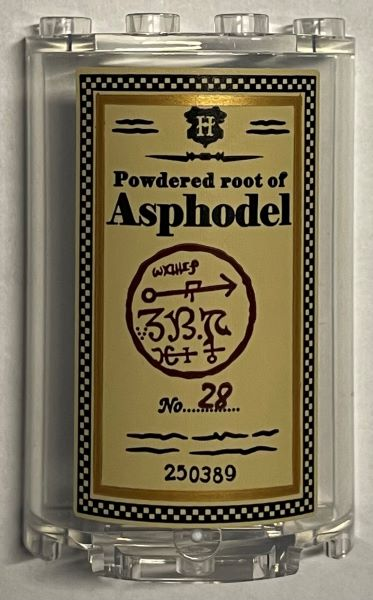 H
Powdered root of
Asphodel
No............. 28
250389